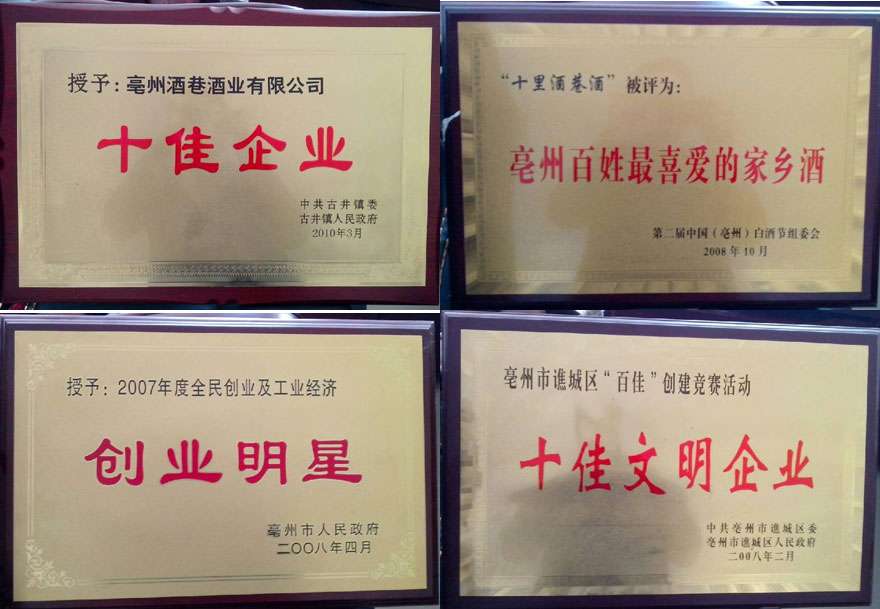 授予：亳州酒巷酒业有限公司
十佳企业
中共古井镇委
古井镇人民政府
2010年3月
“十里酒巷酒”被评为：
亳州百姓最喜爱的家乡酒
第二届中国（亳州）白酒节组委会
2008年10月
授予：2007年度全民创业及工业经济
创业明星
亳州市人民政府
二〇〇八年四月
亳州市谯城区“百佳”创建竞赛活动
十佳文明企业
中共亳州市谯城区委
亳州市谯城区人民政府
二〇〇八年二月